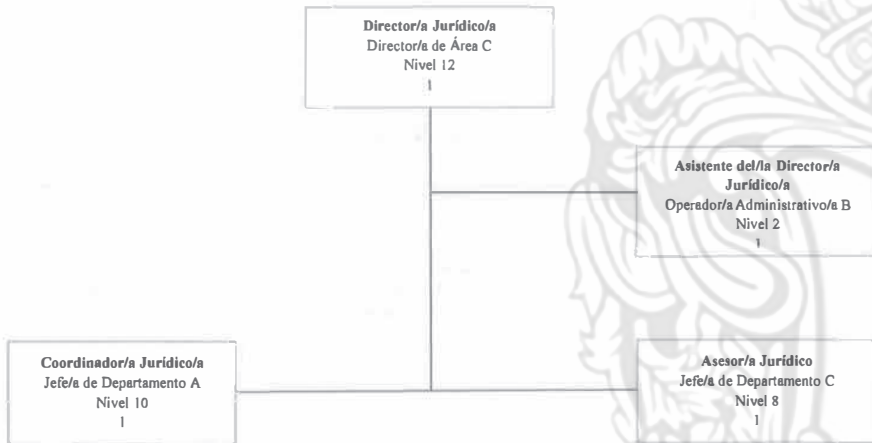 Director/a Jurídico/a
Director/a de Área C
Nivel 12
1
Asistente del/la Director/a
Jurídico/a
Operador/a Administrativo/a B
Nivel 2
1
Coordinador/a Jurídico/a
Jefe/a de Departamento A
Nivel 10
1
Asesor/a Jurídico
Jefe/a de Departamento C
Nivel 8
1